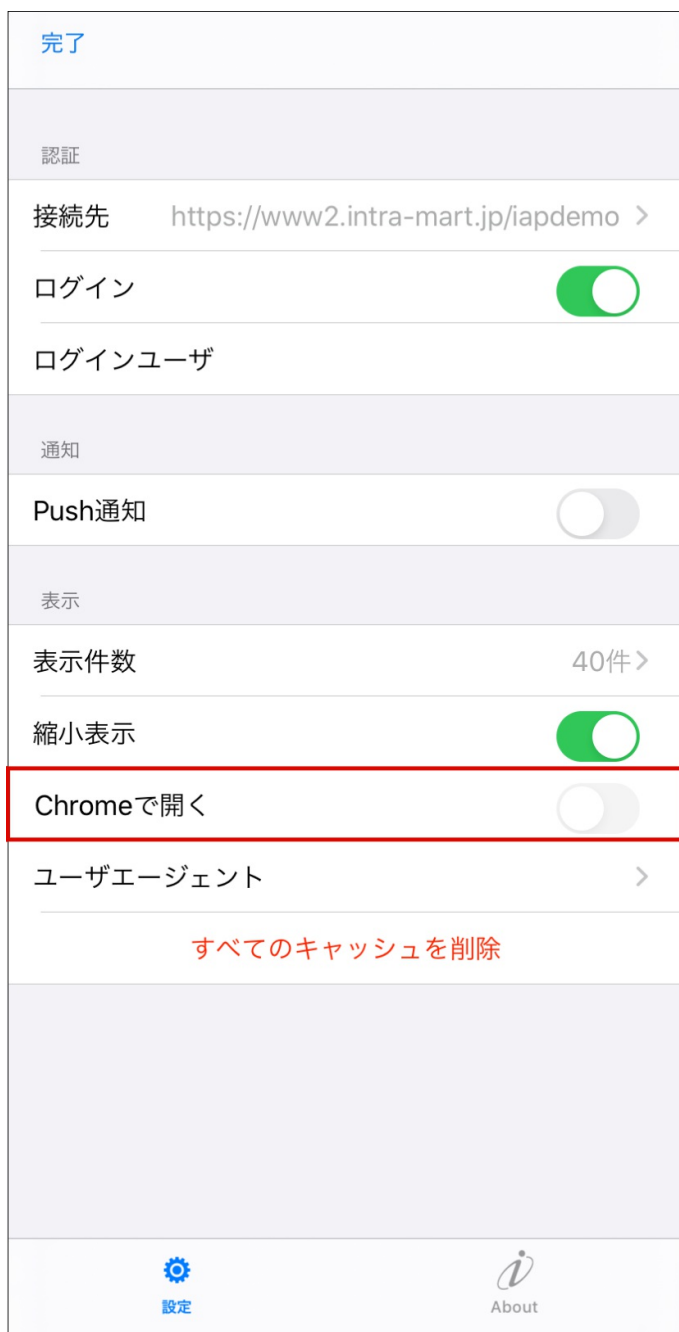 完了
認証
接続先 https://www2.intra-mart.jp/iapdemo
ログイン
ログインユーザ
通知
Push通知
表示
表示件数 40件
縮小表示
Chromeで開く
ユーザエージェント
すべてのキャッシュを削除
設定 About